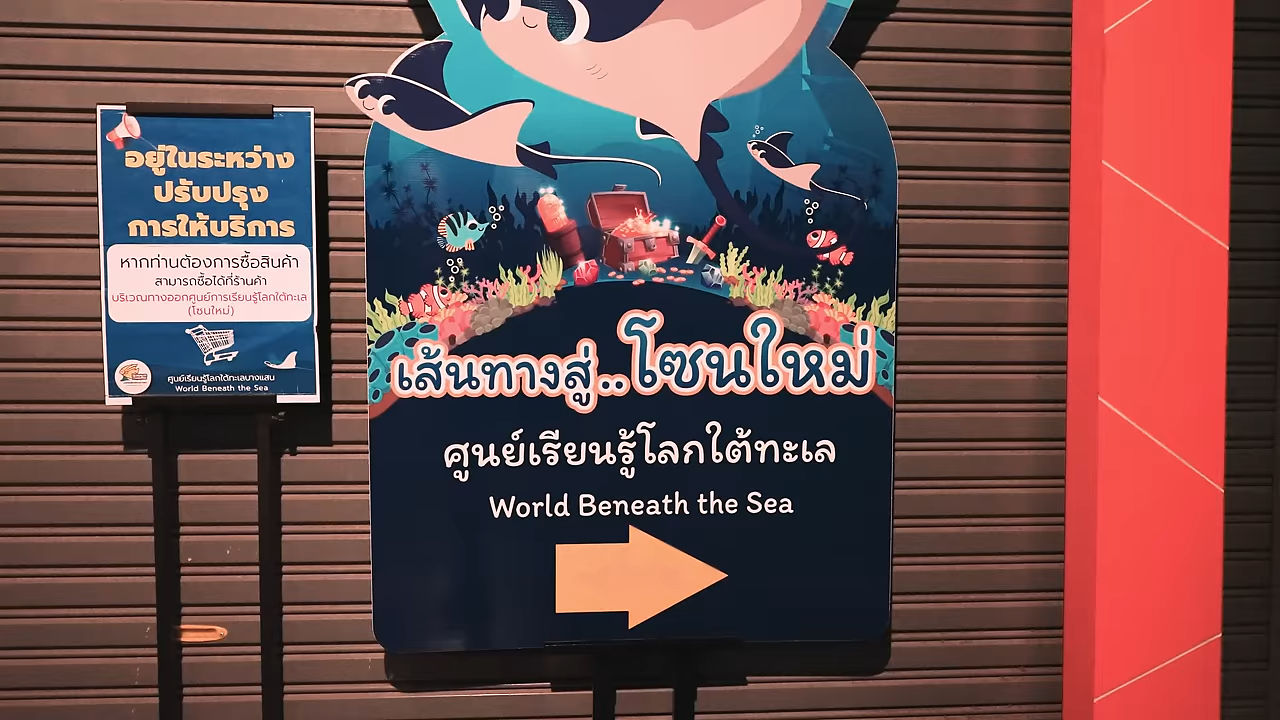 อยู่ในระหว่าง
ปรับปรุง
การให้บริการ
หากท่านต้องการซื้อสินค้า
สามารถซื้อได้ที่ร้านค้า
บริเวณทางออกศูนย์การเรียนรู้โลกใต้ทะเล
(โซนใหม่)
ศูนย์เรียนรู้โลกใต้ทะเลบางแสน
World Beneath the Sea
เส้นทางสู่..โซนใหม่
ศูนย์เรียนรู้โลกใต้ทะเล
World Beneath the Sea